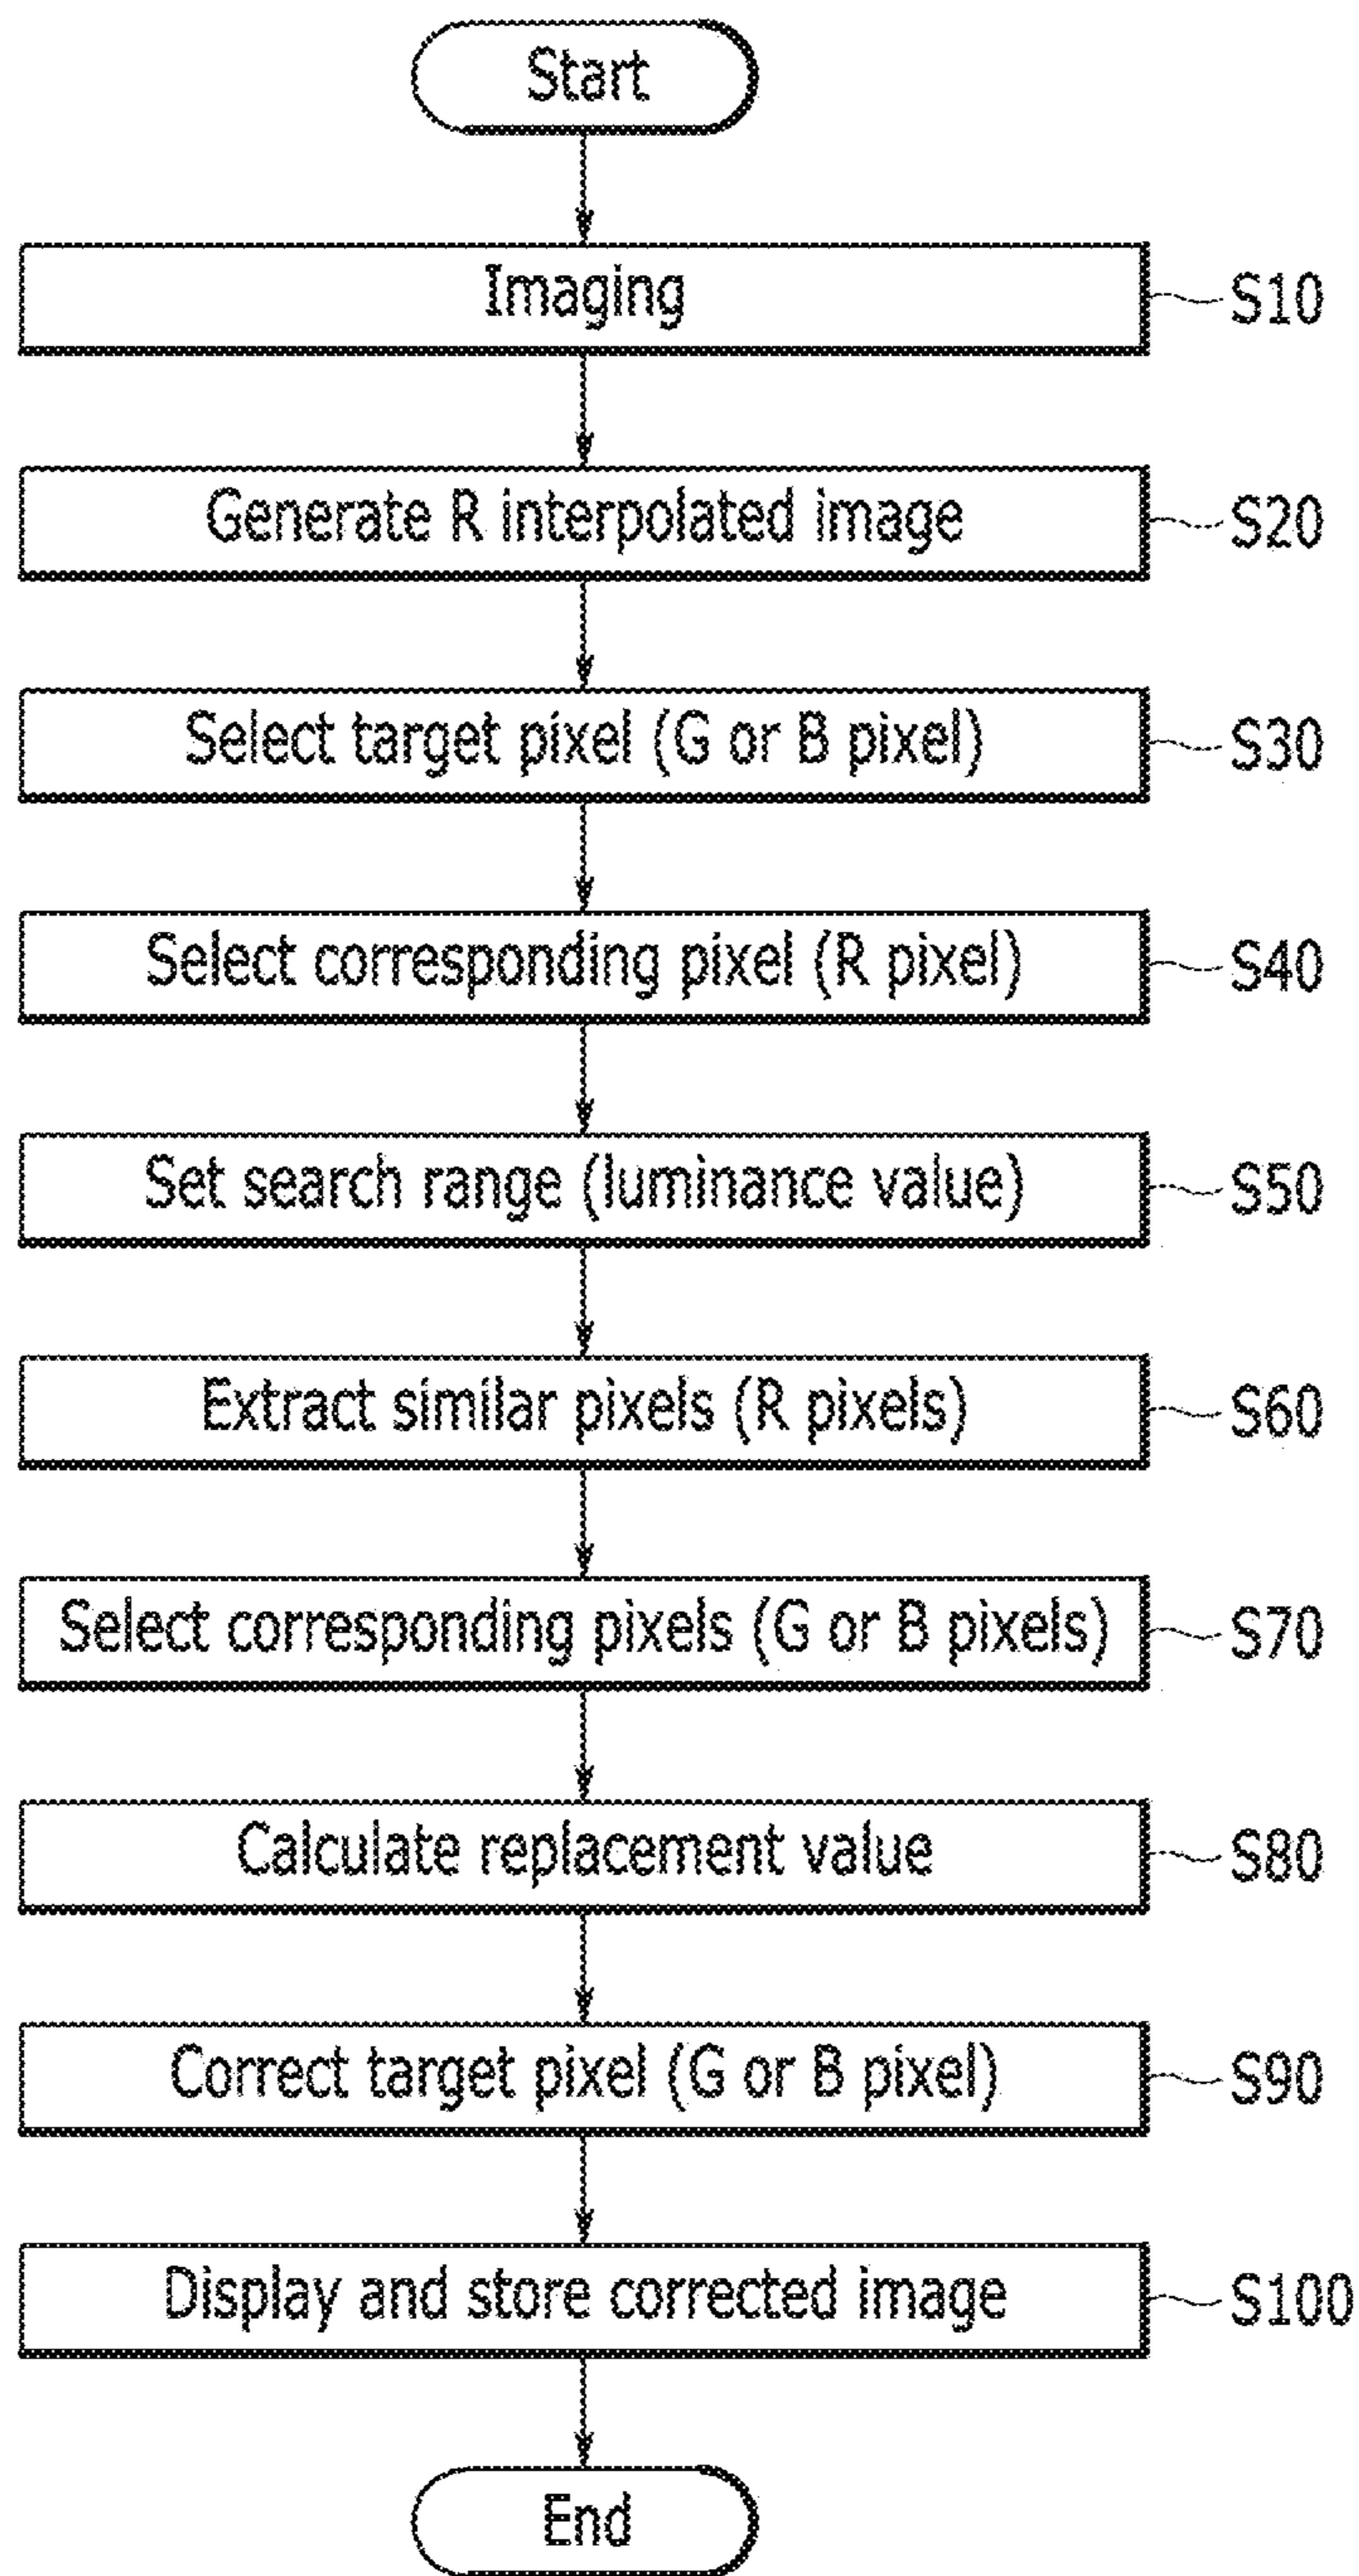 Start
Imaging
S10
Generate R interpolated image
S20
Select target pixel (G or B pixel)
S30
Select corresponding pixel (R pixel)
S40
Set search range (luminance value)
S50
Extract similar pixels (R pixels)
S60
Select corresponding pixels (G or B pixels)
S70
Calculate replacement value
S80
Correct target pixel (G or B pixel)
S90
Display and store corrected image
S100
End